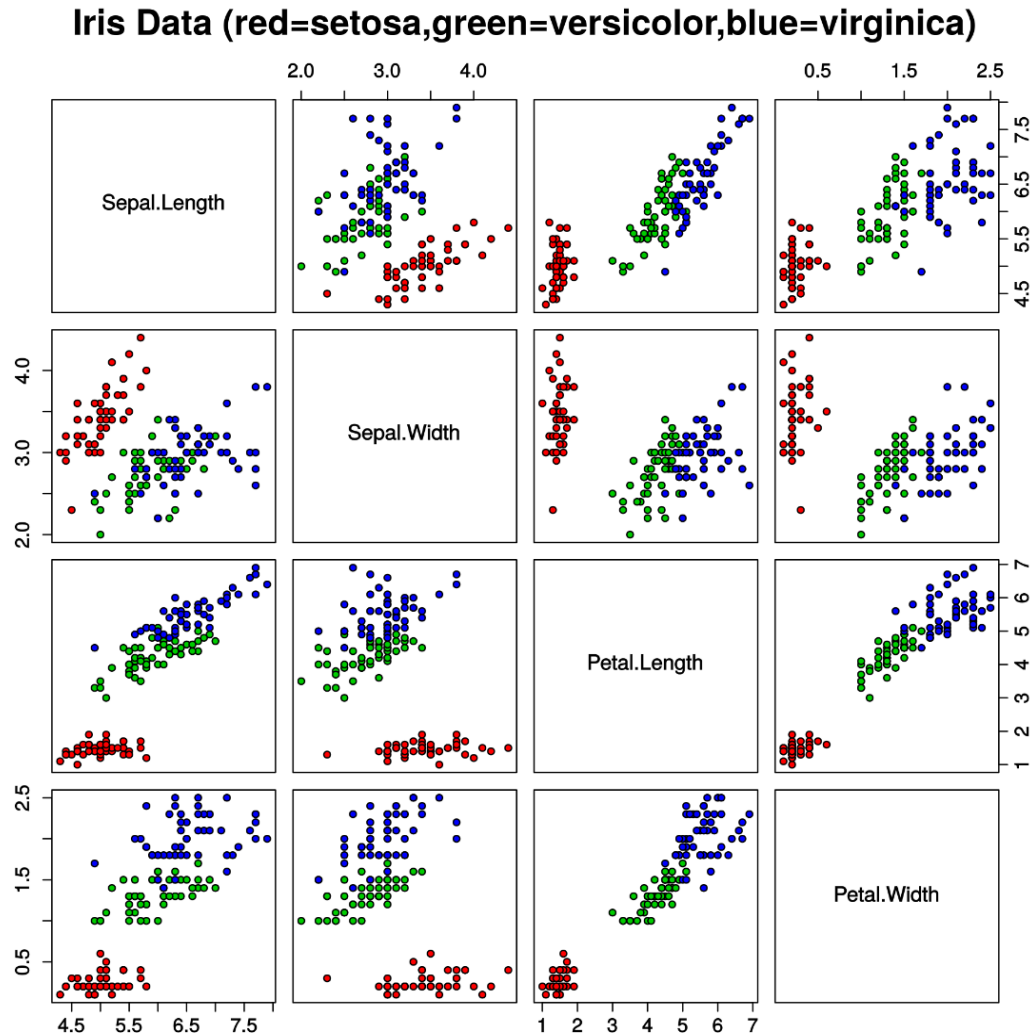 Iris Data (red=setosa,green=versicolor,blue=virginica)
2.0 3.0 4.0 0.5 1.5 2.5
Sepal.Length
4.5 5.5 6.5 7.5
2.0 3.0 4.0
Sepal.Width
Petal.Length
1 2 3 4 5 6 7
0.5 1.5 2.5
Petal.Width
4.5 5.5 6.5 7.5 1 2 3 4 5 6 7